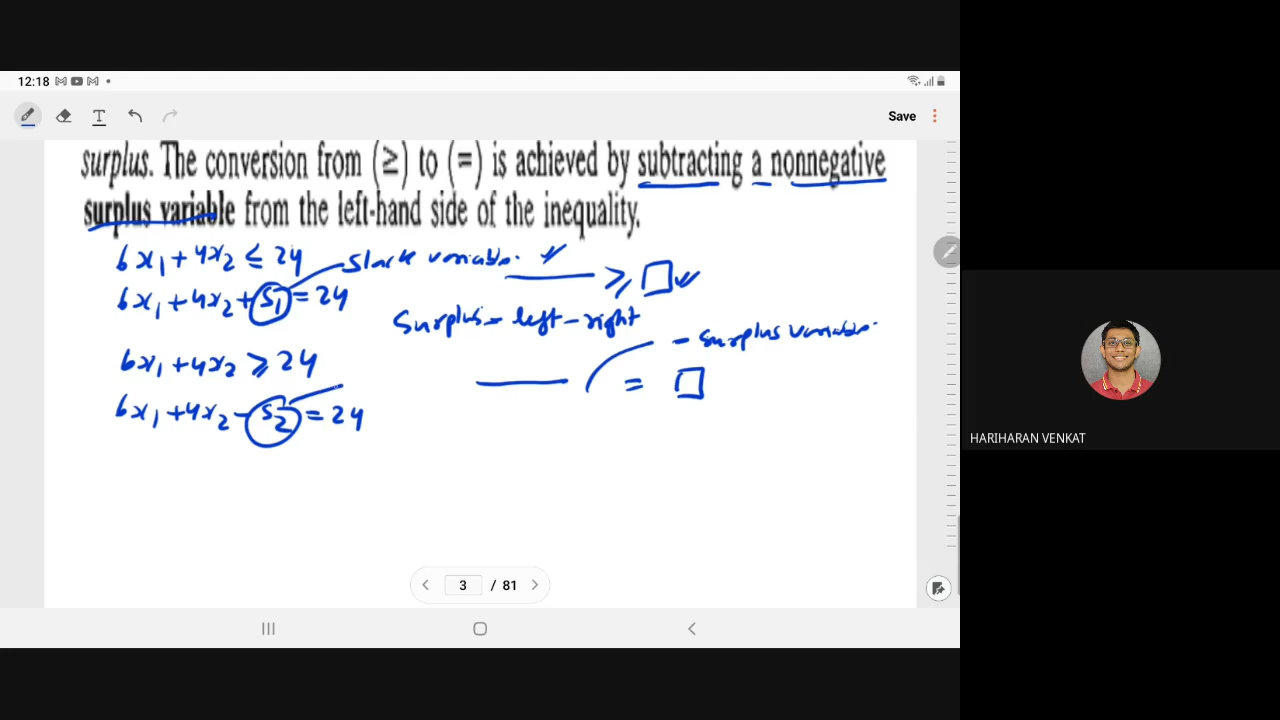 12:18
Save
surplus. The conversion from (≥) to (=) is achieved by subtracting a nonnegative
surplus variable from the left-hand side of the inequality.
6x₁ + 4x₂ ≤ 24
slack variable.
6x₁ + 4x₂ + s₁ = 24
≥ □
Surplus = left - right
- surplus variable.
6x₁ + 4x₂ ≥ 24
= □
6x₁ + 4x₂ - s₂ = 24
3 / 81
HARIHARAN VENKAT